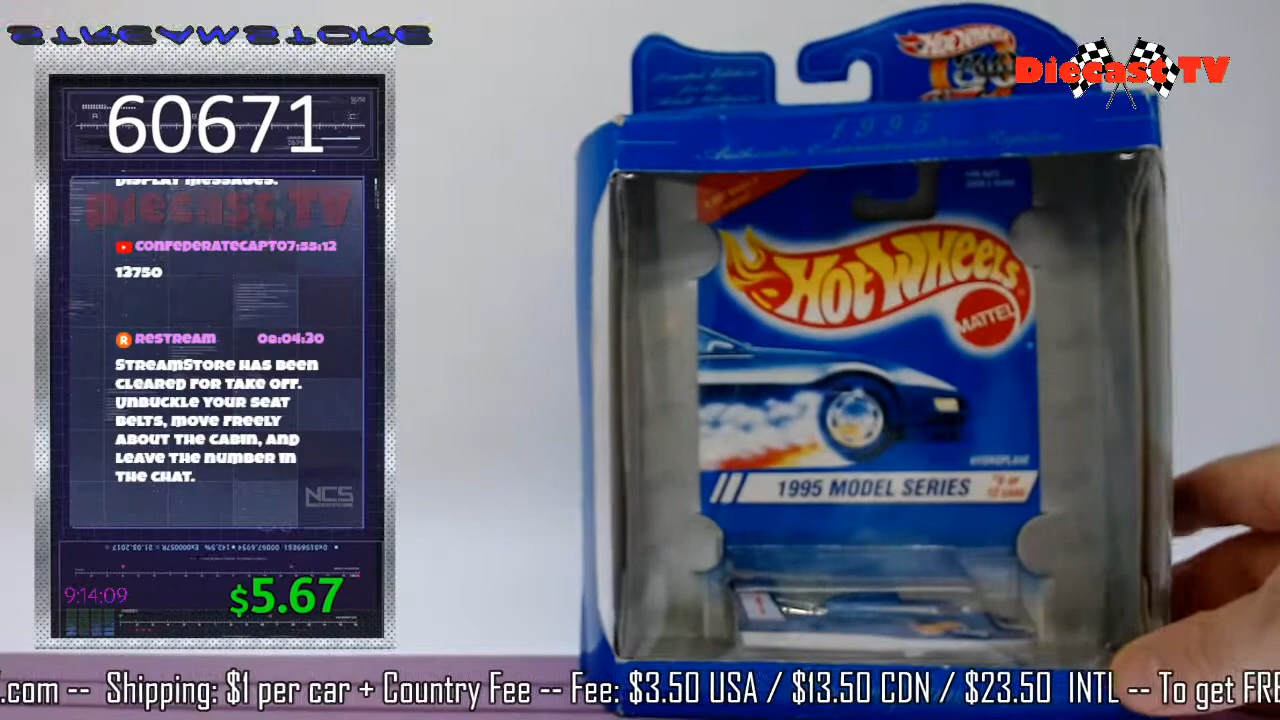 STREAMSTORE
60671
DISPLAY MESSAGES.
Diecast TV
CONFEDERATECAPT07:55:12
13750
RESTREAM 08:04:30
STREAMSTORE HAS BEEN
CLEARED FOR TAKE OFF.
UNBUCKLE YOUR SEAT
BELTS, MOVE FREELY
ABOUT THE CABIN, AND
LEAVE THE NUMBER IN
THE CHAT.
NCS
9:14:09
$5.67
Hot Wheels
Diecast TV
1995
HOT WHEELS
MATTEL
HYDROPLANE
1995 MODEL SERIES
.com -- Shipping: $1 per car + Country Fee -- Fee: $3.50 USA / $13.50 CDN / $23.50 INTL -- To get FRE